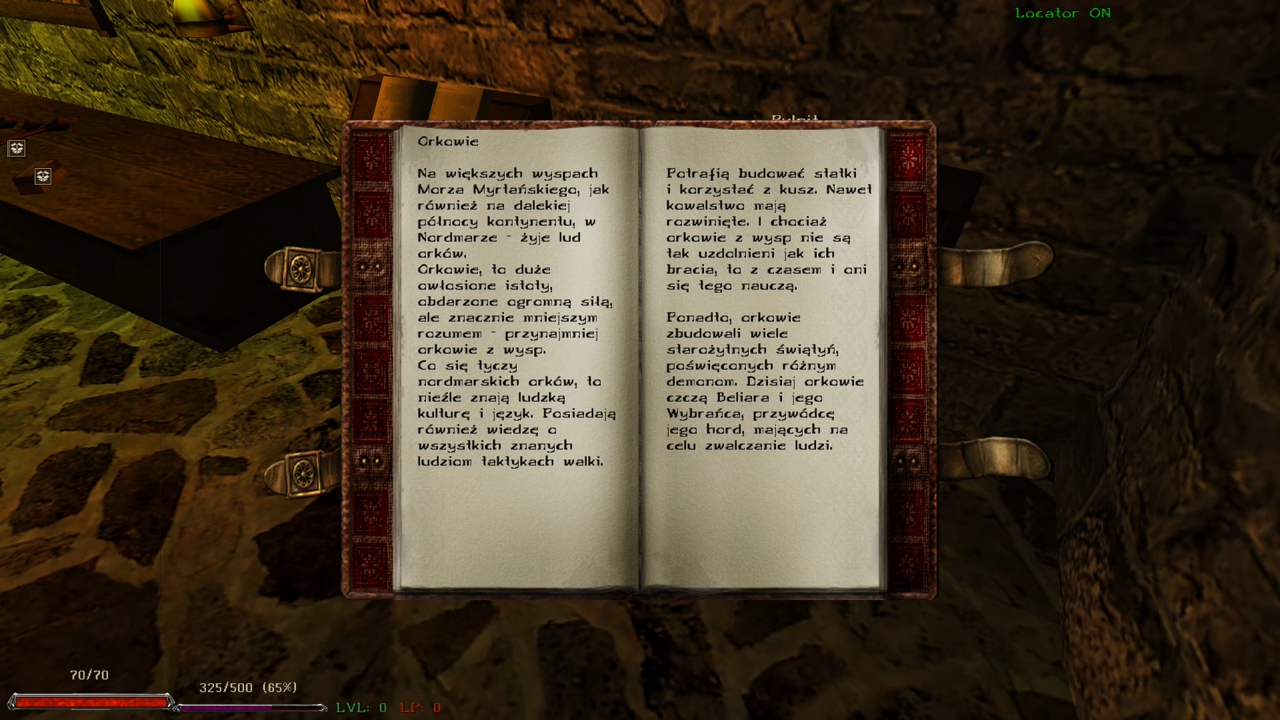 Locator ON
Pulpit
Orkowie
Na większych wyspach
Morza Myrtańskiego, jak
również na dalekiej
północy kontynentu, w
Nordmarze - żyje lud
orków.
Orkowie, to duże
owłosione istoty,
obdarzone ogromną siłą,
ale znacznie mniejszym
rozumem - przynajmniej
orkowie z wysp.
Co się tyczy
nordmarskich orków, to
nieźle znają ludzką
kulturę i język. Posiadają
również wiedzę o
wszystkich znanych
ludziom taktykach walki.
Potrafią budować statki
i korzystać z kusz. Nawet
kowalstwo mają
rozwinięte. I chociaż
orkowie z wysp nie są
tak uzdolnieni jak ich
bracia, to z czasem i oni
się tego nauczą.
Ponadto, orkowie
zbudowali wiele
starożytnych świątyń,
poświęconych różnym
demonom. Dzisiaj orkowie
czczą Beliara i jego
Wybrańca, przywódcę
jego hord, mających na
celu zwalczanie ludzi.
70/70
325/500 (65%)
LVL: 0 LP: 0